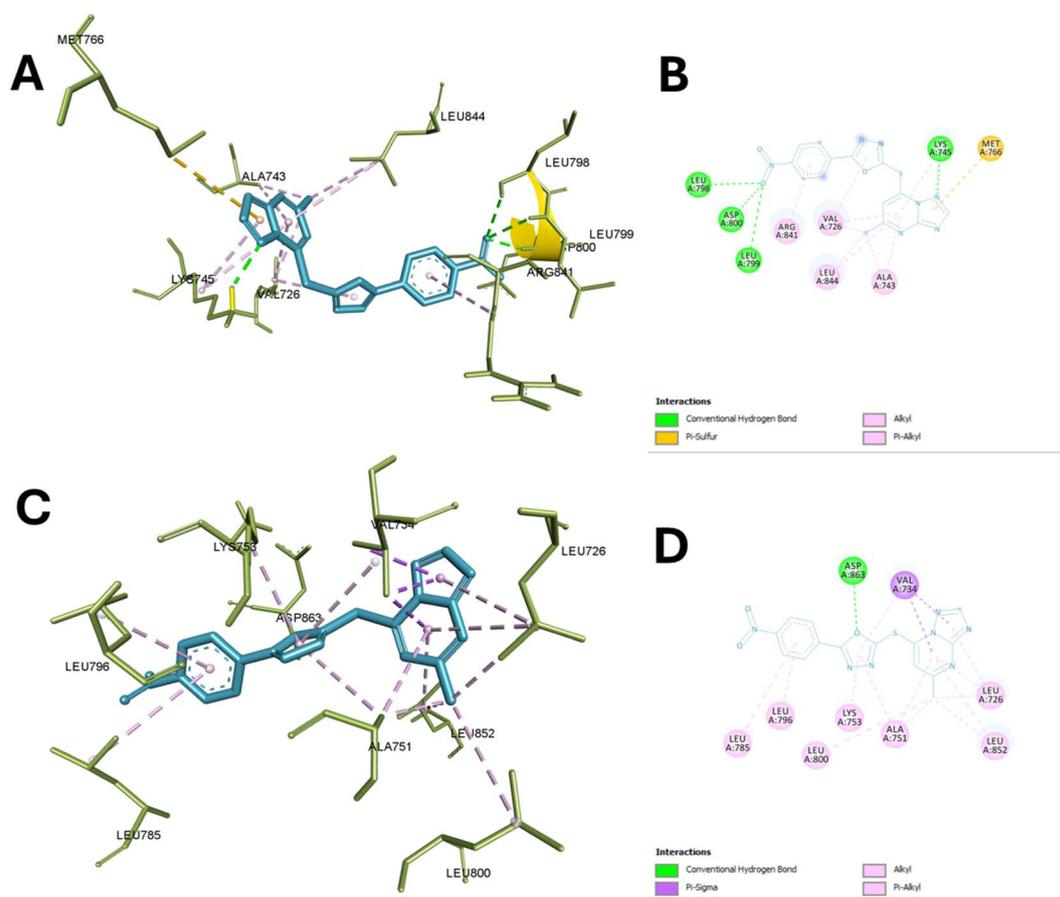 A
MET766
LEU844
ALA743
LEU798
LEU799
P800
ARG841
LYS745
VAL726
B
LYS
A:745
MET
A:766
LEU
A:798
ASP
A:800
ARG
A:841
VAL
A:726
LEU
A:799
LEU
A:844
ALA
A:743
Interactions
Conventional Hydrogen Bond
Pi-Sulfur
Alkyl
Pi-Alkyl
C
VAL734
LYS753
LEU726
ASP863
LEU796
ALA751
LEU852
LEU785
LEU800
D
ASP
A:863
VAL
A:734
LEU
A:726
LEU
A:796
LYS
A:753
ALA
A:751
LEU
A:785
LEU
A:800
LEU
A:852
Interactions
Conventional Hydrogen Bond
Pi-Sigma
Alkyl
Pi-Alkyl